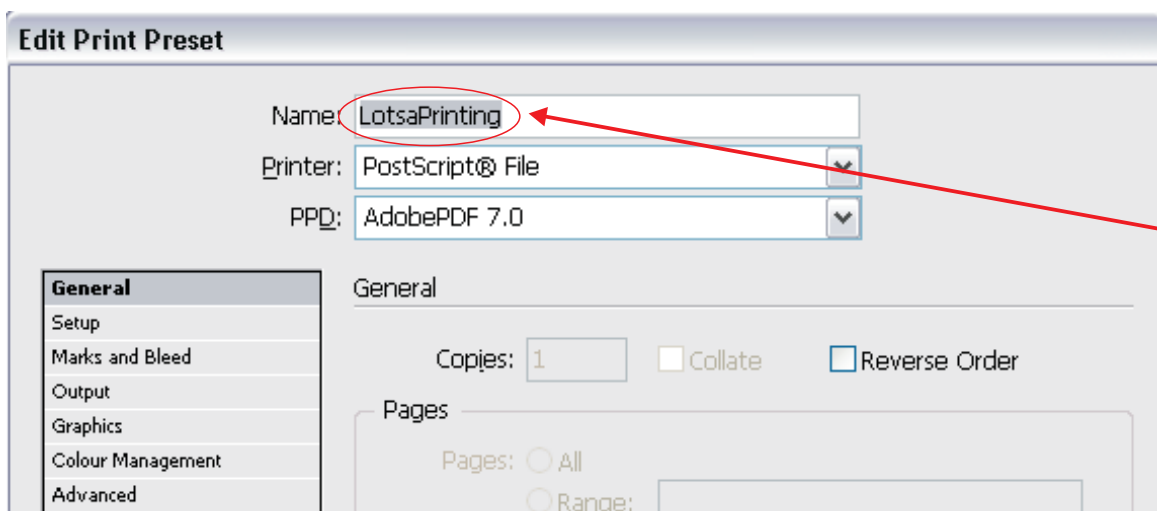 Edit Print Preset
Name: LotsaPrinting
Printer: PostScript® File
PPD: AdobePDF 7.0
General
Setup
Marks and Bleed
Output
Graphics
Colour Management
Advanced
General
Copies: 1 Collate Reverse Order
Pages
Pages: All
Range: